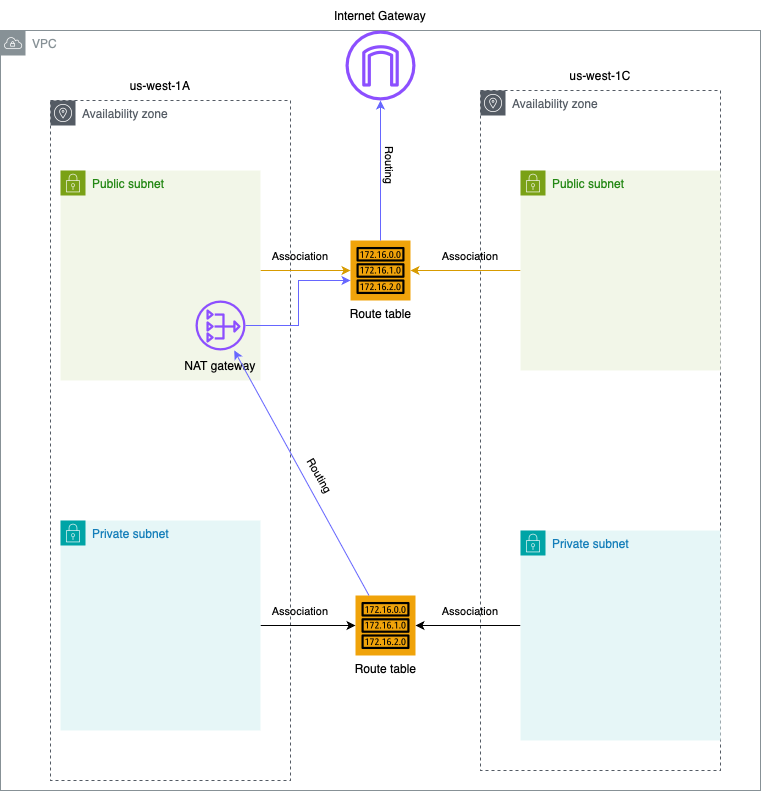 Internet Gateway
VPC
us-west-1A
us-west-1C
Availability zone
Availability zone
Public subnet
Public subnet
Routing
Association
172.16.0.0
172.16.1.0
172.16.2.0
Association
Route table
NAT gateway
Routing
Private subnet
Private subnet
Association
172.16.0.0
172.16.1.0
172.16.2.0
Association
Route table